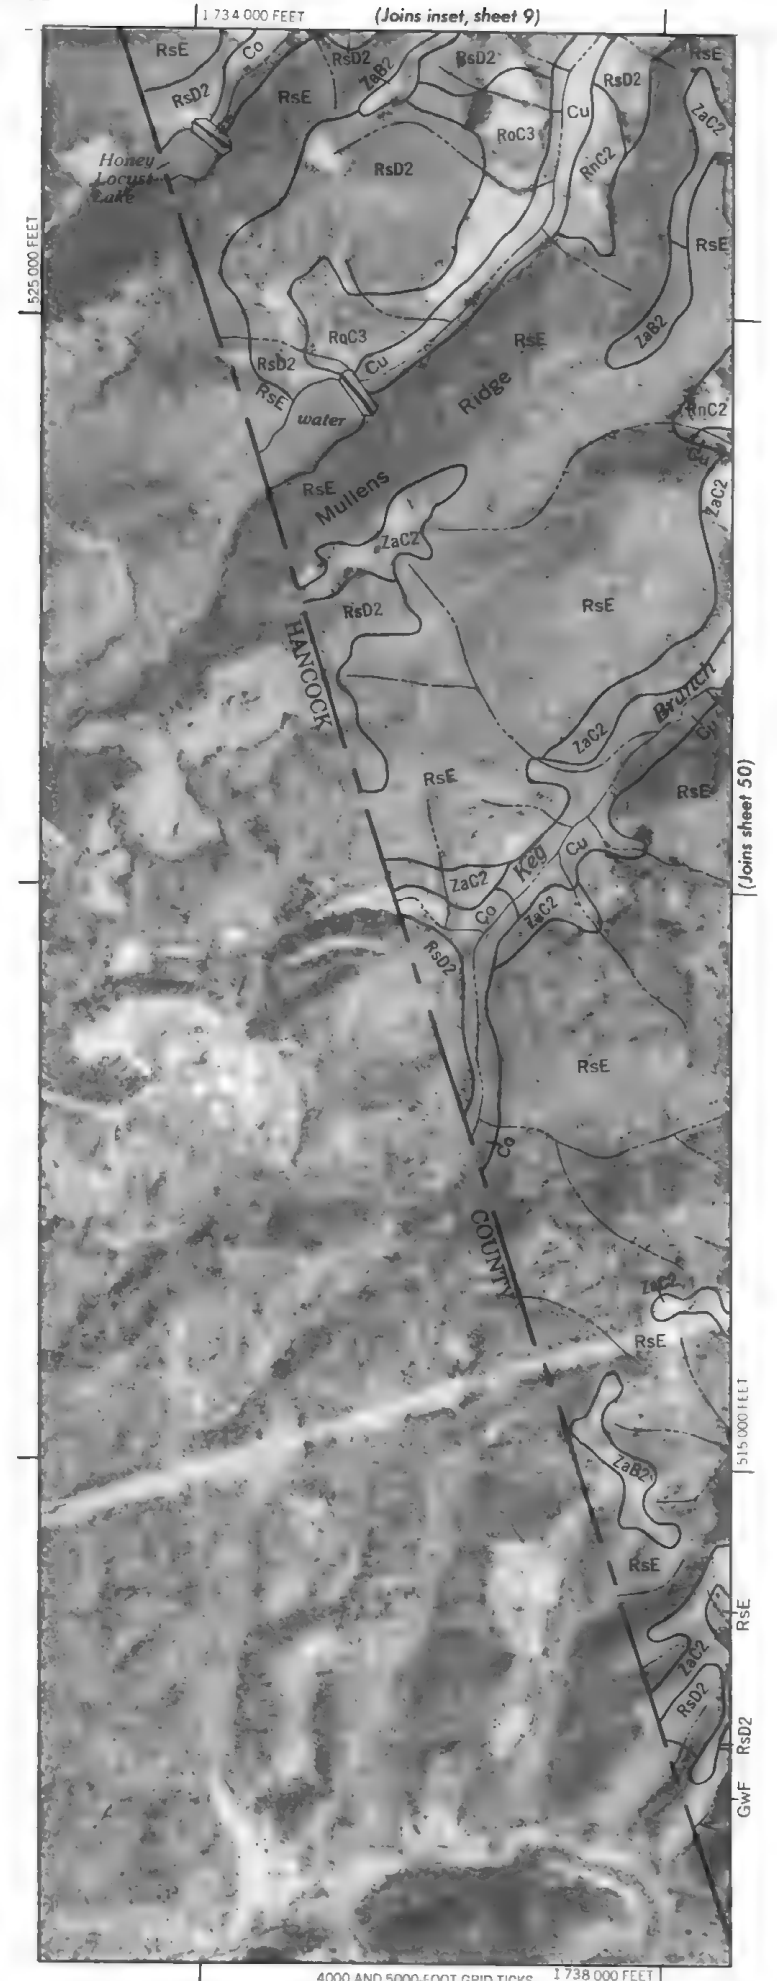 1 734 000 FEET
(Joins inset, sheet 9)
RsE
Co
RsD2
ZaB2
RsD2
RsE
RsD2
RsE
RsD2
Cu
ZaC2
RoC3
Honey
Locust
Lake
RsD2
RnC2
RsE
525 000 FEET
RoC3
RsE
ZaB2
RsD2
Cu
RsE
Ridge
water
RnC2
Cu
RsE
Mullens
ZaC2
ZaC2
RsD2
RsE
HANCOCK
Branch
ZaC2
Cu
RsE
RsE
(Joins sheet 50)
Key
Cu
ZaC2
Co
ZaC2
RsD2
RsE
Co
COUNTY
ZaC2
RsE
515 000 FEET
ZaB2
RsE
RsE
ZaC2
RsD2
RsD2
GwF
4000 AND 5000-FOOT GRID TICKS
1 738 000 FEET